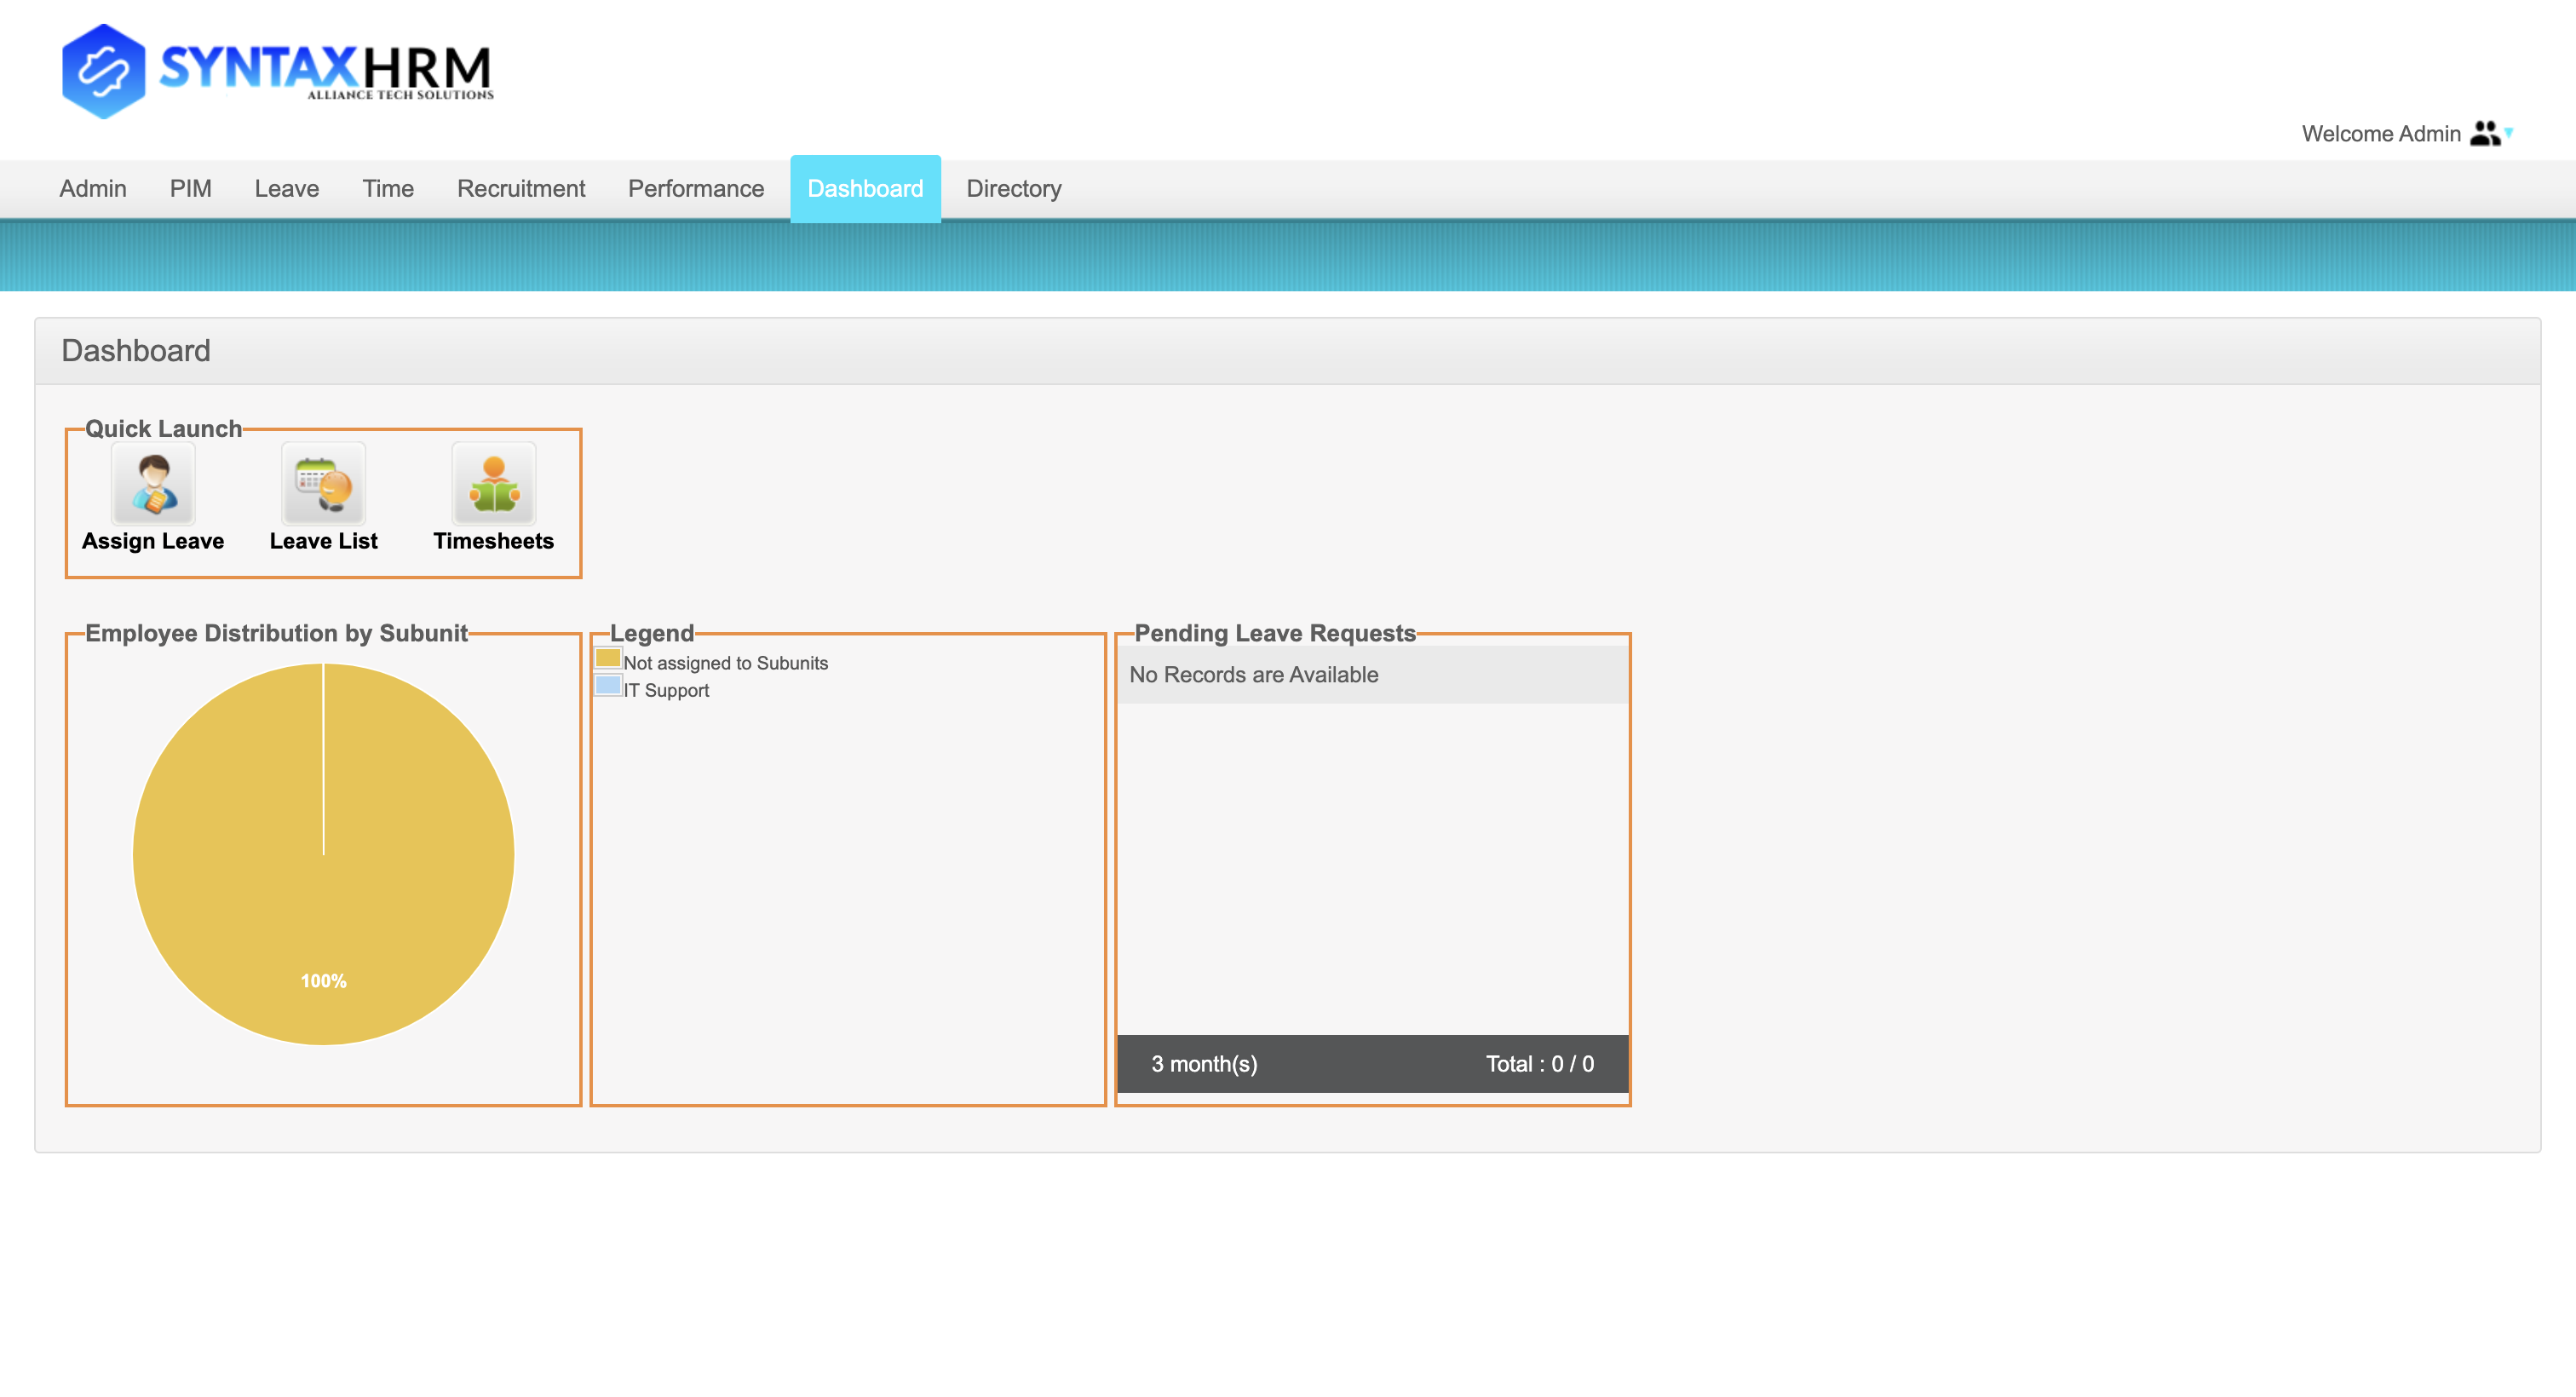 SYNTAXHRM
ALLIANCE TECH SOLUTIONS
Welcome Admin
Admin PIM Leave Time Recruitment Performance Dashboard Directory
Dashboard
Quick Launch
Assign Leave Leave List Timesheets
Employee Distribution by Subunit
100%
Legend
Not assigned to Subunits
IT Support
Pending Leave Requests
No Records are Available
3 month(s) Total : 0 / 0